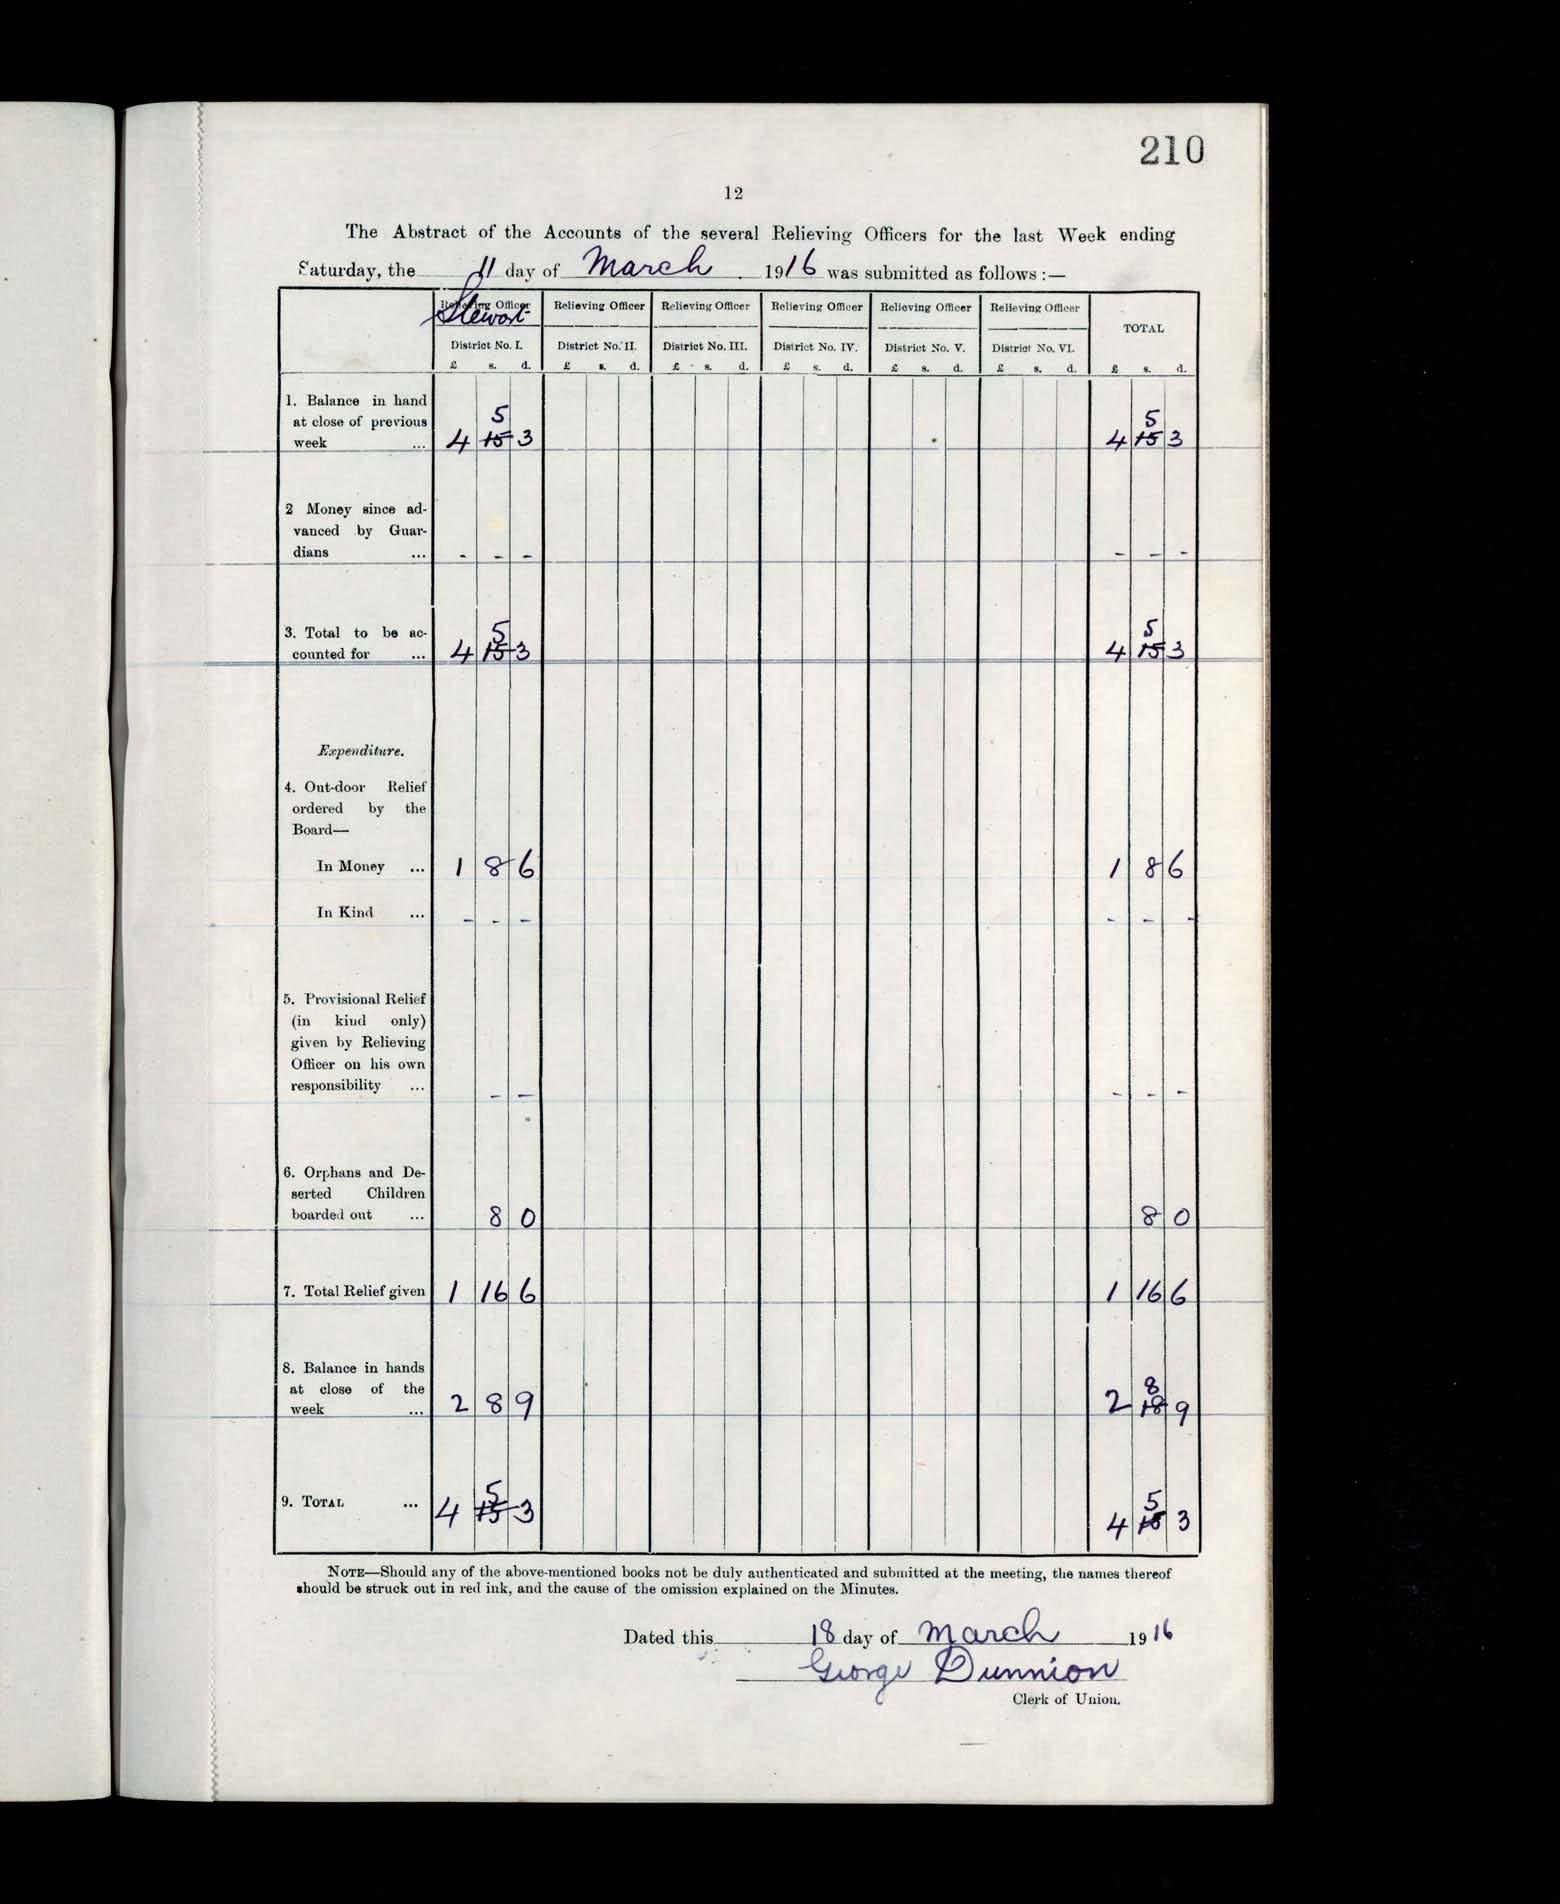 210
12
The Abstract of the Accounts of the several Relieving Officers for the last Week ending
Saturday, the 11 day of March 1916 was submitted as follows :—
Relieving Officer Relieving Officer Relieving Officer Relieving Officer Relieving Officer Relieving Officer
Stewart
TOTAL
District No. I. District No. II. District No. III. District No. IV. District No. V. District No. VI.
£ s. d. £ s. d. £ s. d. £ s. d. £ s. d. £ s. d. £ s. d.
1. Balance in hand
at close of previous 5 5
week ... 4 15 3 4 15 3
2 Money since ad-
vanced by Guar-
dians ... - - - - - -
3. Total to be ac- 5 5
counted for ... 4 15 3 4 15 3
Expenditure.
4. Out-door Relief
ordered by the
Board—
In Money ... 1 8 6 1 8 6
In Kind ... - - - - - -
5. Provisional Relief
(in kind only)
given by Relieving
Officer on his own
responsibility ... - - - - -
6. Orphans and De-
serted Children
boarded out ... 8 0 8 0
7. Total Relief given 1 16 6 1 16 6
8. Balance in hands
at close of the 8
week ... 2 8 9 2 18 9
5 5
9. TOTAL ... 4 15 3 4 15 3
NOTE—Should any of the above-mentioned books not be duly authenticated and submitted at the meeting, the names thereof
should be struck out in red ink, and the cause of the omission explained on the Minutes.
Dated this 18 day of March 1916
George Dunnion
Clerk of Union.